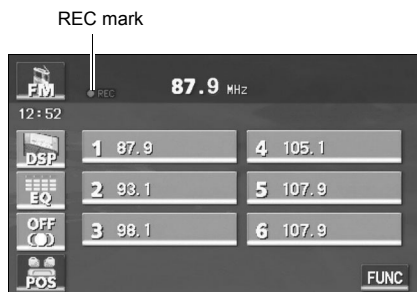 REC mark
FM
REC
87.9 MHz
12:52
DSP
1 87.9
4 105.1
EQ
2 93.1
5 107.9
OFF
3 98.1
6 107.9
POS
FUNC